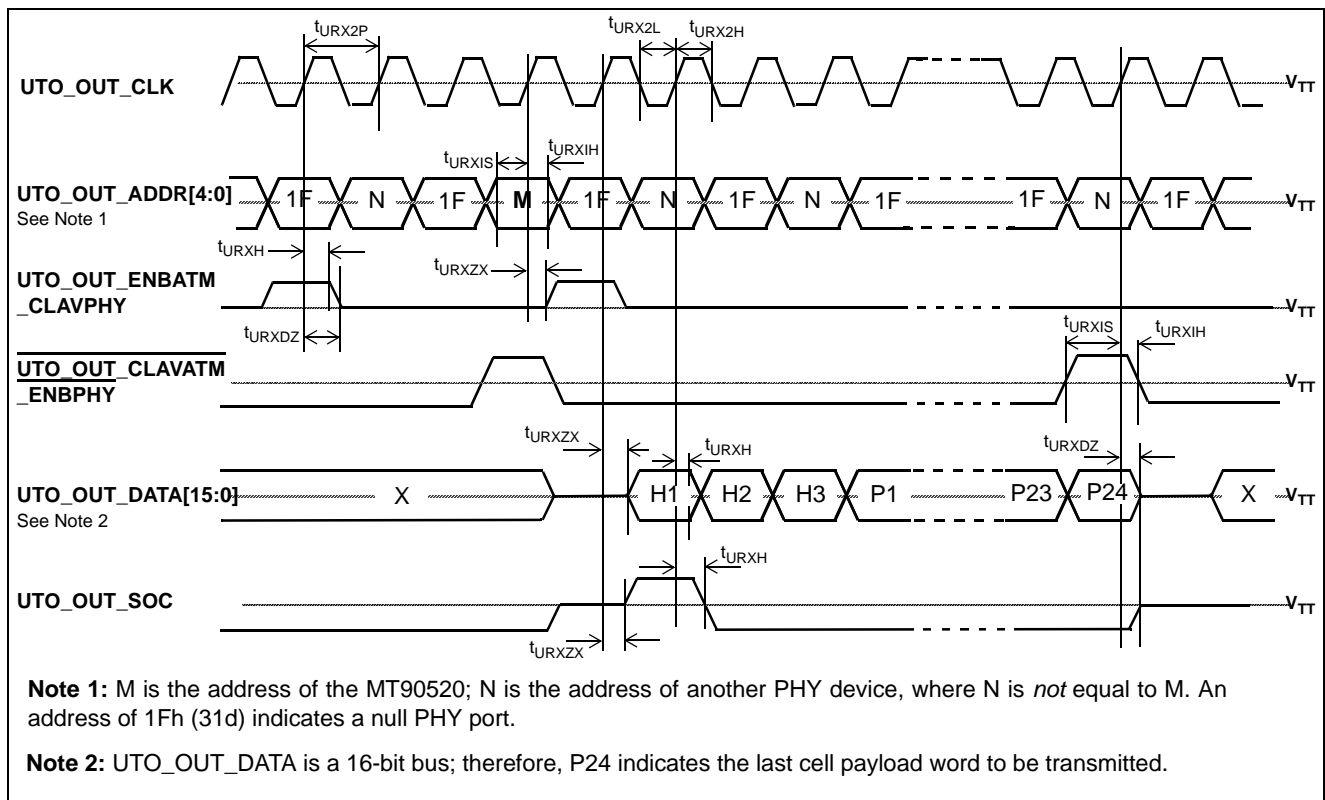 tURX2P
tURX2L
tURX2H
UTO_OUT_CLK
VTT
tURXIS
tURXIH
UTO_OUT_ADDR[4:0]
1F N 1F M 1F N 1F N 1F 1F N 1F
VTT
See Note 1
tURXH
tURXZX
UTO_OUT_ENBATM
_CLAVPHY
VTT
tURXDZ
tURXIS
tURXIH
UTO_OUT_CLAVATM
_ENBPHY
VTT
tURXZX
tURXH
tURXDZ
UTO_OUT_DATA[15:0]
X H1 H2 H3 P1 P23 P24 X
VTT
See Note 2
tURXH
UTO_OUT_SOC
VTT
tURXZX
Note 1: M is the address of the MT90520; N is the address of another PHY device, where N is not equal to M. An
address of 1Fh (31d) indicates a null PHY port.
Note 2: UTO_OUT_DATA is a 16-bit bus; therefore, P24 indicates the last cell payload word to be transmitted.